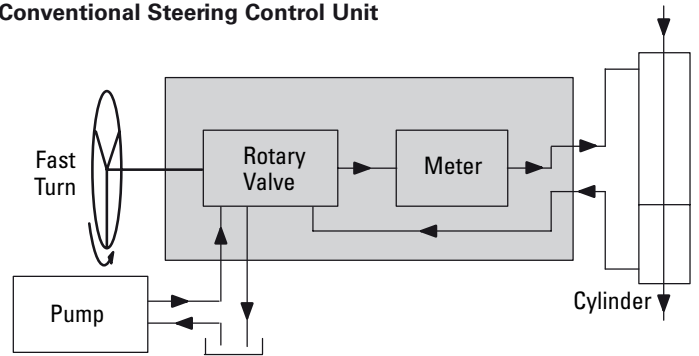 Conventional Steering Control Unit
Fast
Turn
Rotary
Valve
Meter
Pump
Cylinder